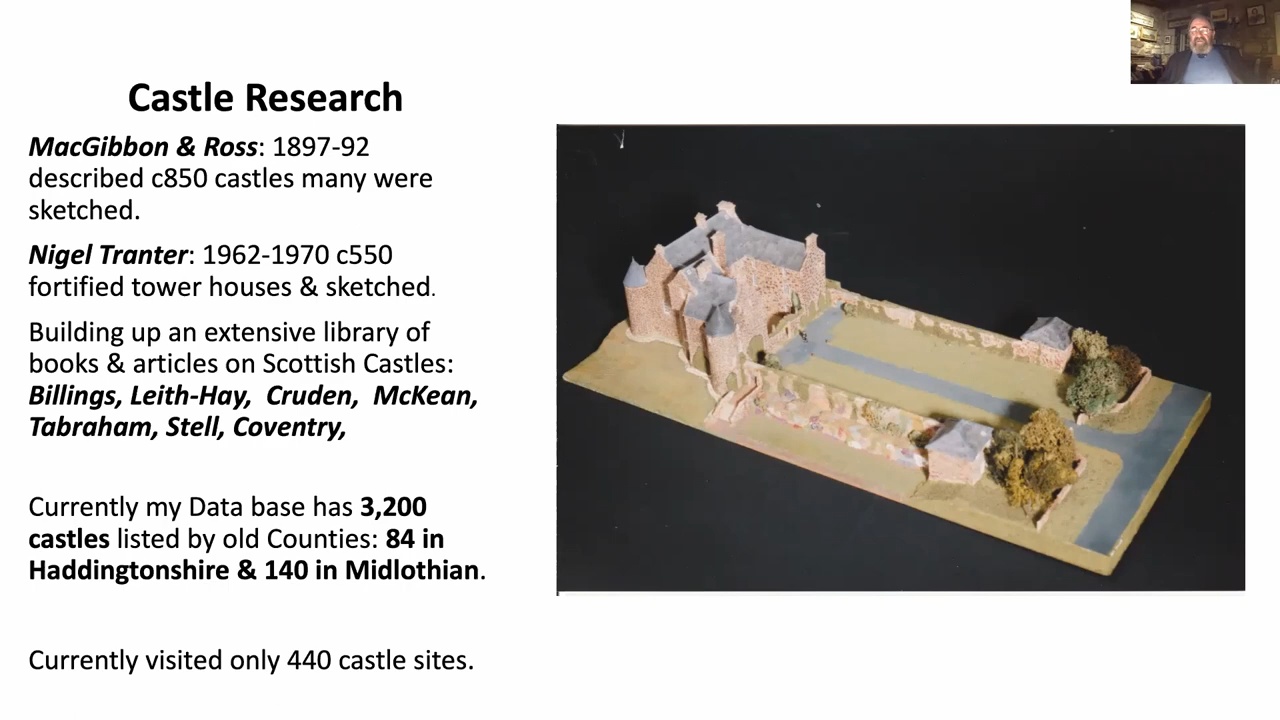 Castle Research
MacGibbon & Ross: 1897-92
described c850 castles many were
sketched.
Nigel Tranter: 1962-1970 c550
fortified tower houses & sketched.
Building up an extensive library of
books & articles on Scottish Castles:
Billings, Leith-Hay, Cruden, McKean,
Tabraham, Stell, Coventry,
Currently my Data base has 3,200
castles listed by old Counties: 84 in
Haddingtonshire & 140 in Midlothian.
Currently visited only 440 castle sites.